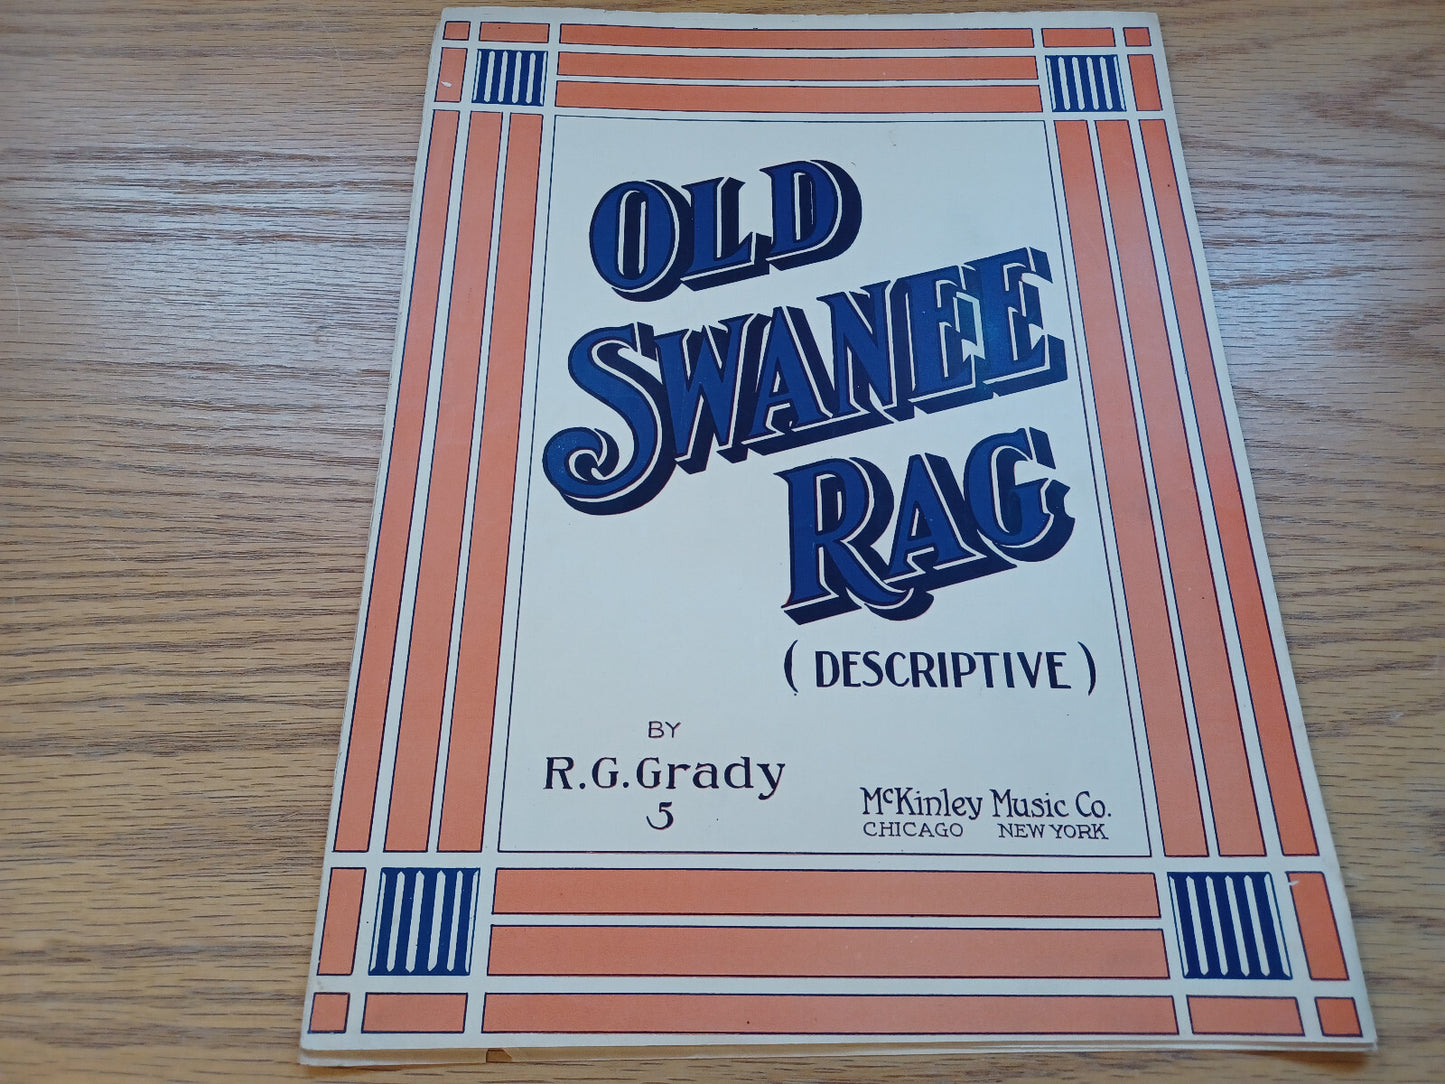 OLD
SWANEE
RAG
(DESCRIPTIVE)
BY
R.G.Grady
5
McKinley Music Co.
CHICAGO NEW YORK